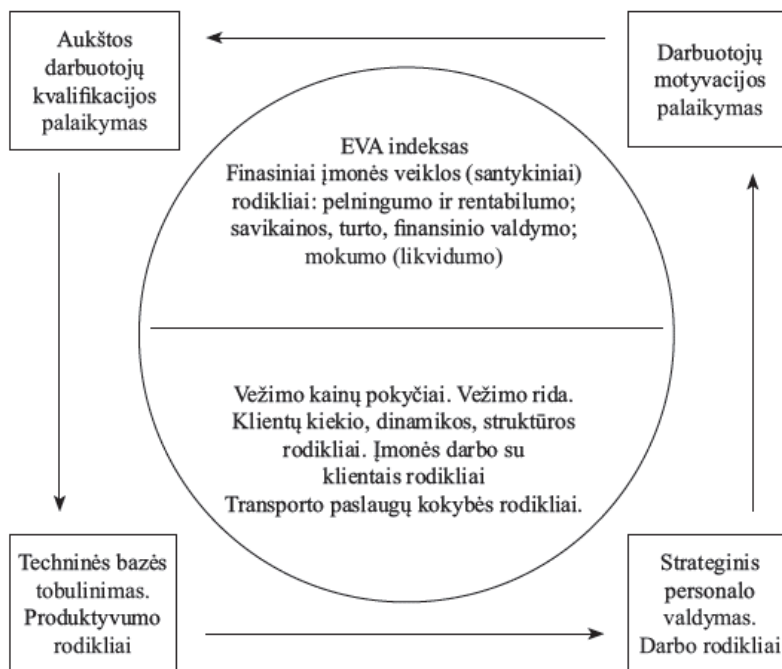 Aukštos
darbuotojų
kvalifikacijos
palaikymas
Darbuotojų
motyvacijos
palaikymas
EVA indeksas
Finasiniai įmonės veiklos (santykiniai)
rodikliai: pelningumo ir rentabilumo;
savikainos, turto, finansinio valdymo;
mokumo (likvidumo)
Vežimo kainų pokyčiai. Vežimo rida.
Klientų kiekio, dinamikos, struktūros
rodikliai. Įmonės darbo su
klientais rodikliai
Transporto paslaugų kokybės rodikliai.
Techninės bazės
tobulinimas.
Produktyvumo
rodikliai
Strateginis
personalo
valdymas.
Darbo rodikliai